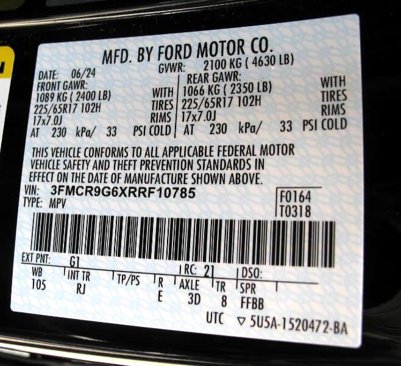 MFD. BY FORD MOTOR CO.
DATE: 06/24 GVWR: 2100 KG ( 4630 LB)
FRONT GAWR: REAR GAWR:
1089 KG ( 2400 LB) WITH 1066 KG ( 2350 LB) WITH
225/65R17 102H TIRES 225/65R17 102H TIRES
17x7.0J RIMS 17x7.0J RIMS
AT 230 kPa/ 33 PSI COLD AT 230 kPa/ 33 PSI COLD
THIS VEHICLE CONFORMS TO ALL APPLICABLE FEDERAL MOTOR
VEHICLE SAFETY AND THEFT PREVENTION STANDARDS IN
EFFECT ON THE DATE OF MANUFACTURE SHOWN ABOVE.
VIN: 3FMCR9G6XRRF10785 F0164
TYPE: MPV T0318
EXT PNT: G1 RC: 21 DSO:
WB INT TR TP/PS R AXLE TR SPR
105 RJ E 3D 8 FFBB
UTC ▽ 5U5A-1520472-BA